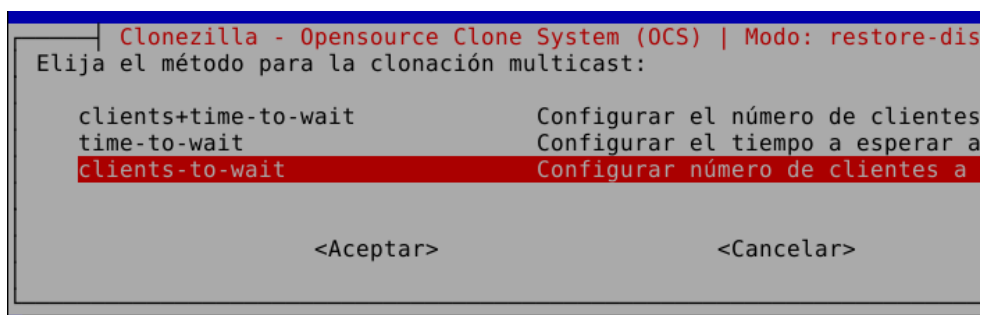 Clonezilla - Opensource Clone System (OCS) | Modo: restore-dis
Elija el método para la clonación multicast:
clients+time-to-wait Configurar el número de clientes
time-to-wait Configurar el tiempo a esperar a
clients-to-wait Configurar número de clientes a
<Aceptar> <Cancelar>